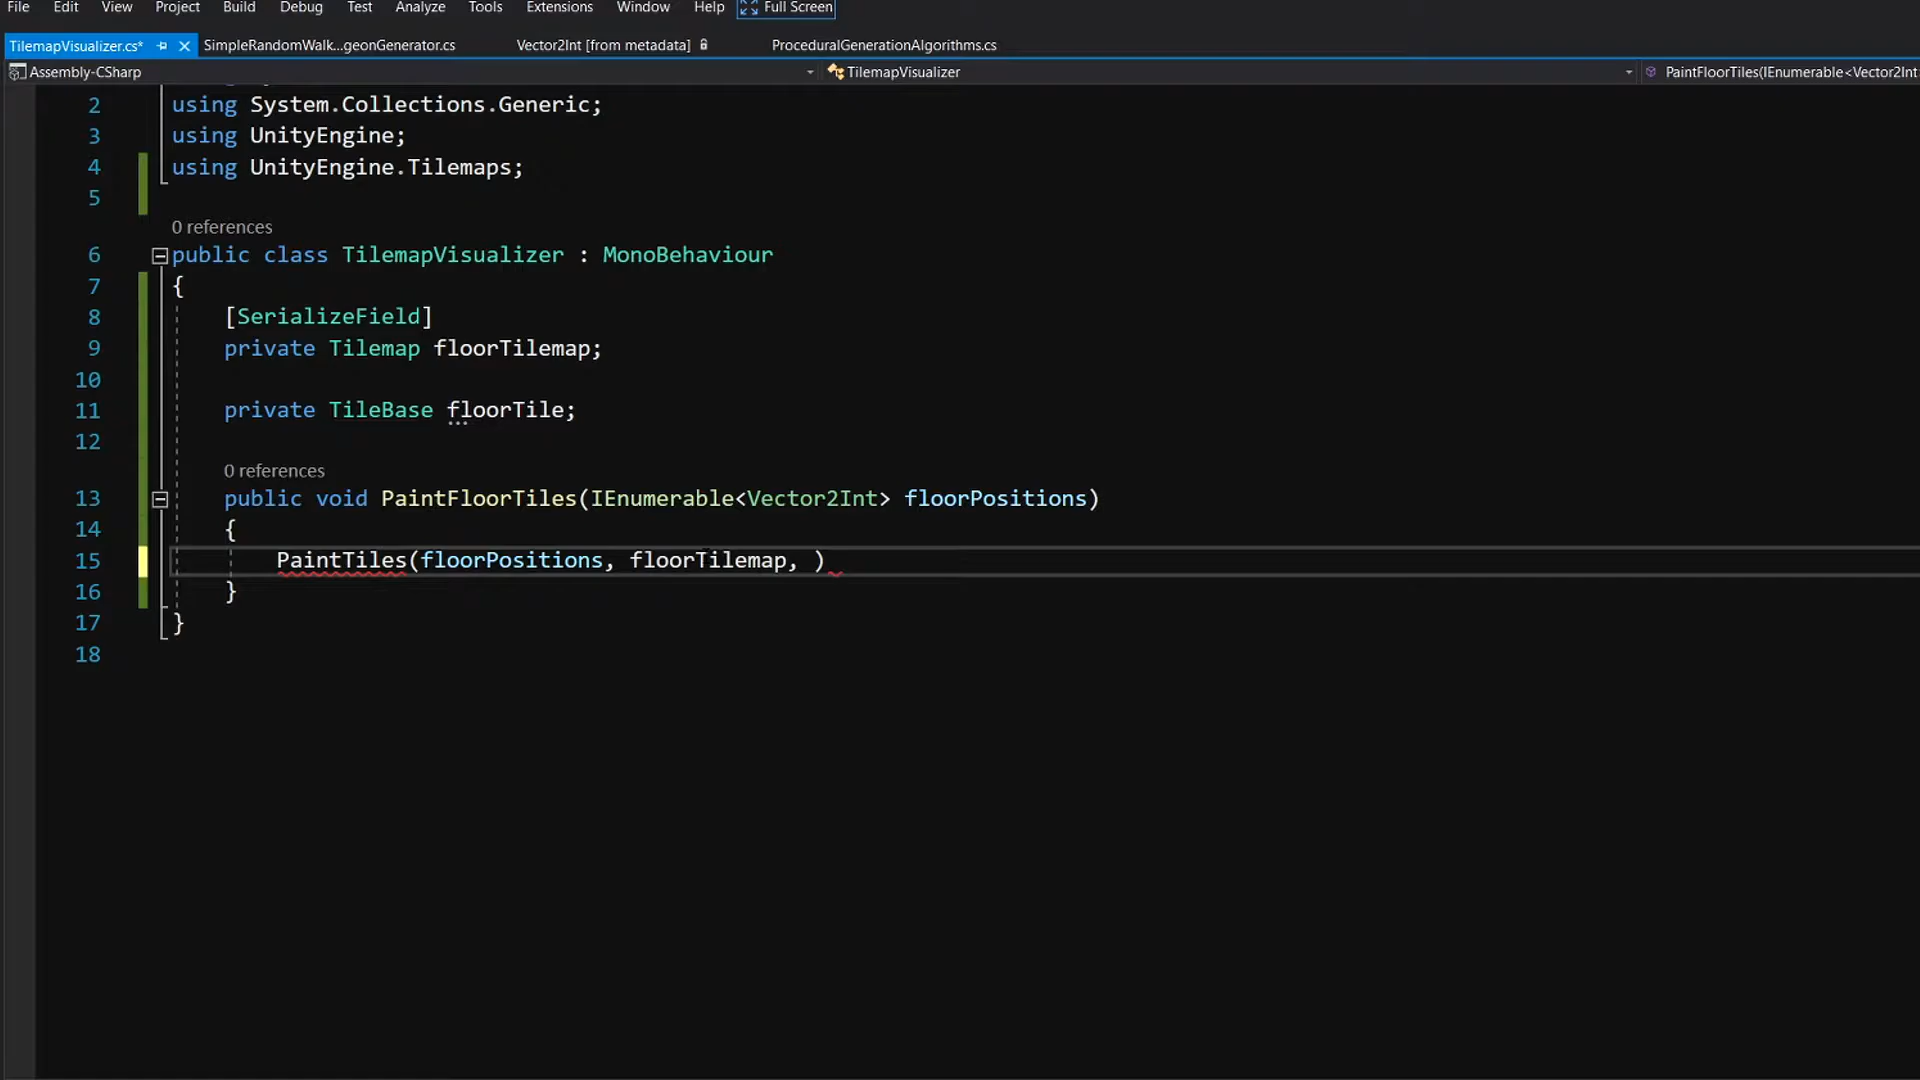 File Edit View Project Build Debug Test Analyze Tools Extensions Window Help Full Screen
TilemapVisualizer.cs* SimpleRandomWalk...geonGenerator.cs Vector2Int [from metadata] ProceduralGenerationAlgorithms.cs
Assembly-CSharp TilemapVisualizer PaintFloorTiles(IEnumerable<Vector2Int>
2 using System.Collections.Generic;
3 using UnityEngine;
4 using UnityEngine.Tilemaps;
5
0 references
6 public class TilemapVisualizer : MonoBehaviour
7 {
8 [SerializeField]
9 private Tilemap floorTilemap;
10
11 private TileBase floorTile;
12
0 references
13 public void PaintFloorTiles(IEnumerable<Vector2Int> floorPositions)
14 {
15 PaintTiles(floorPositions, floorTilemap, )
16 }
17 }
18